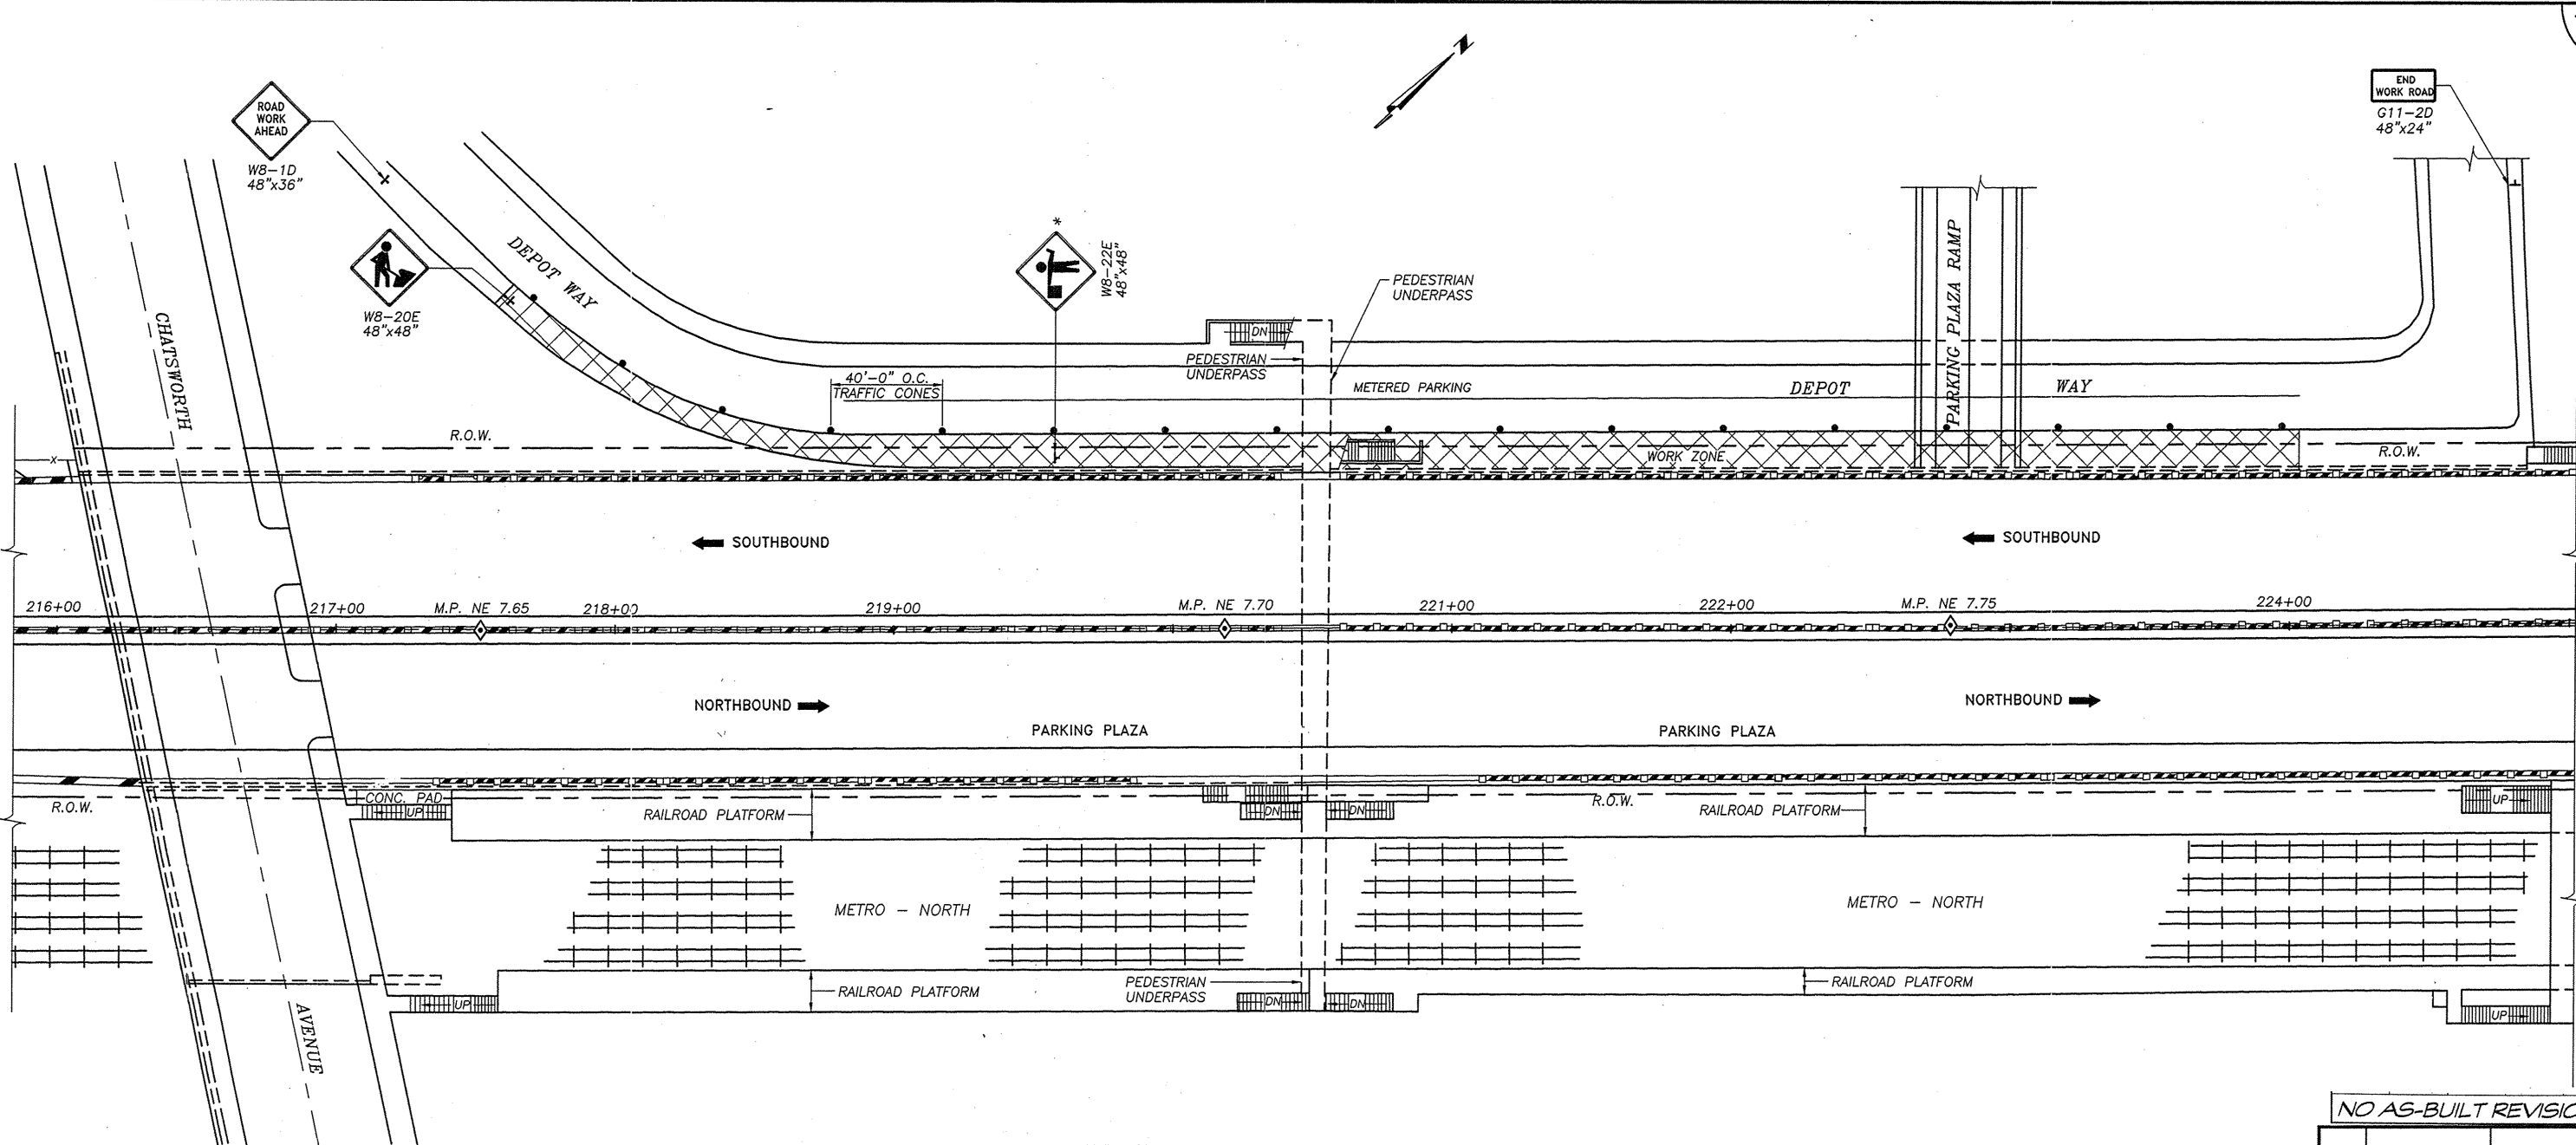 N
ROAD
WORK
AHEAD
W8-1D
48"x36"
END
WORK ROAD
G11-2D
48"x24"
W8-20E
48"x48"
DEPOT WAY
*
W8-22E
48"x48"
PEDESTRIAN
UNDERPASS
PARKING PLAZA RAMP
CHATSWORTH
DN
PEDESTRIAN
UNDERPASS
40'-0" O.C.
TRAFFIC CONES
METERED PARKING
DEPOT WAY
R.O.W.
WORK ZONE
R.O.W.
x
SOUTHBOUND
SOUTHBOUND
216+00
217+00
M.P. NE 7.65
218+00
219+00
M.P. NE 7.70
221+00
222+00
M.P. NE 7.75
224+00
NORTHBOUND
NORTHBOUND
PARKING PLAZA
PARKING PLAZA
R.O.W.
CONC. PAD
UP
RAILROAD PLATFORM
DN
DN
R.O.W.
RAILROAD PLATFORM
UP
METRO - NORTH
METRO - NORTH
AVENUE
UP
RAILROAD PLATFORM
PEDESTRIAN
UNDERPASS
DN
DN
RAILROAD PLATFORM
UP
NO AS-BUILT REVISIO